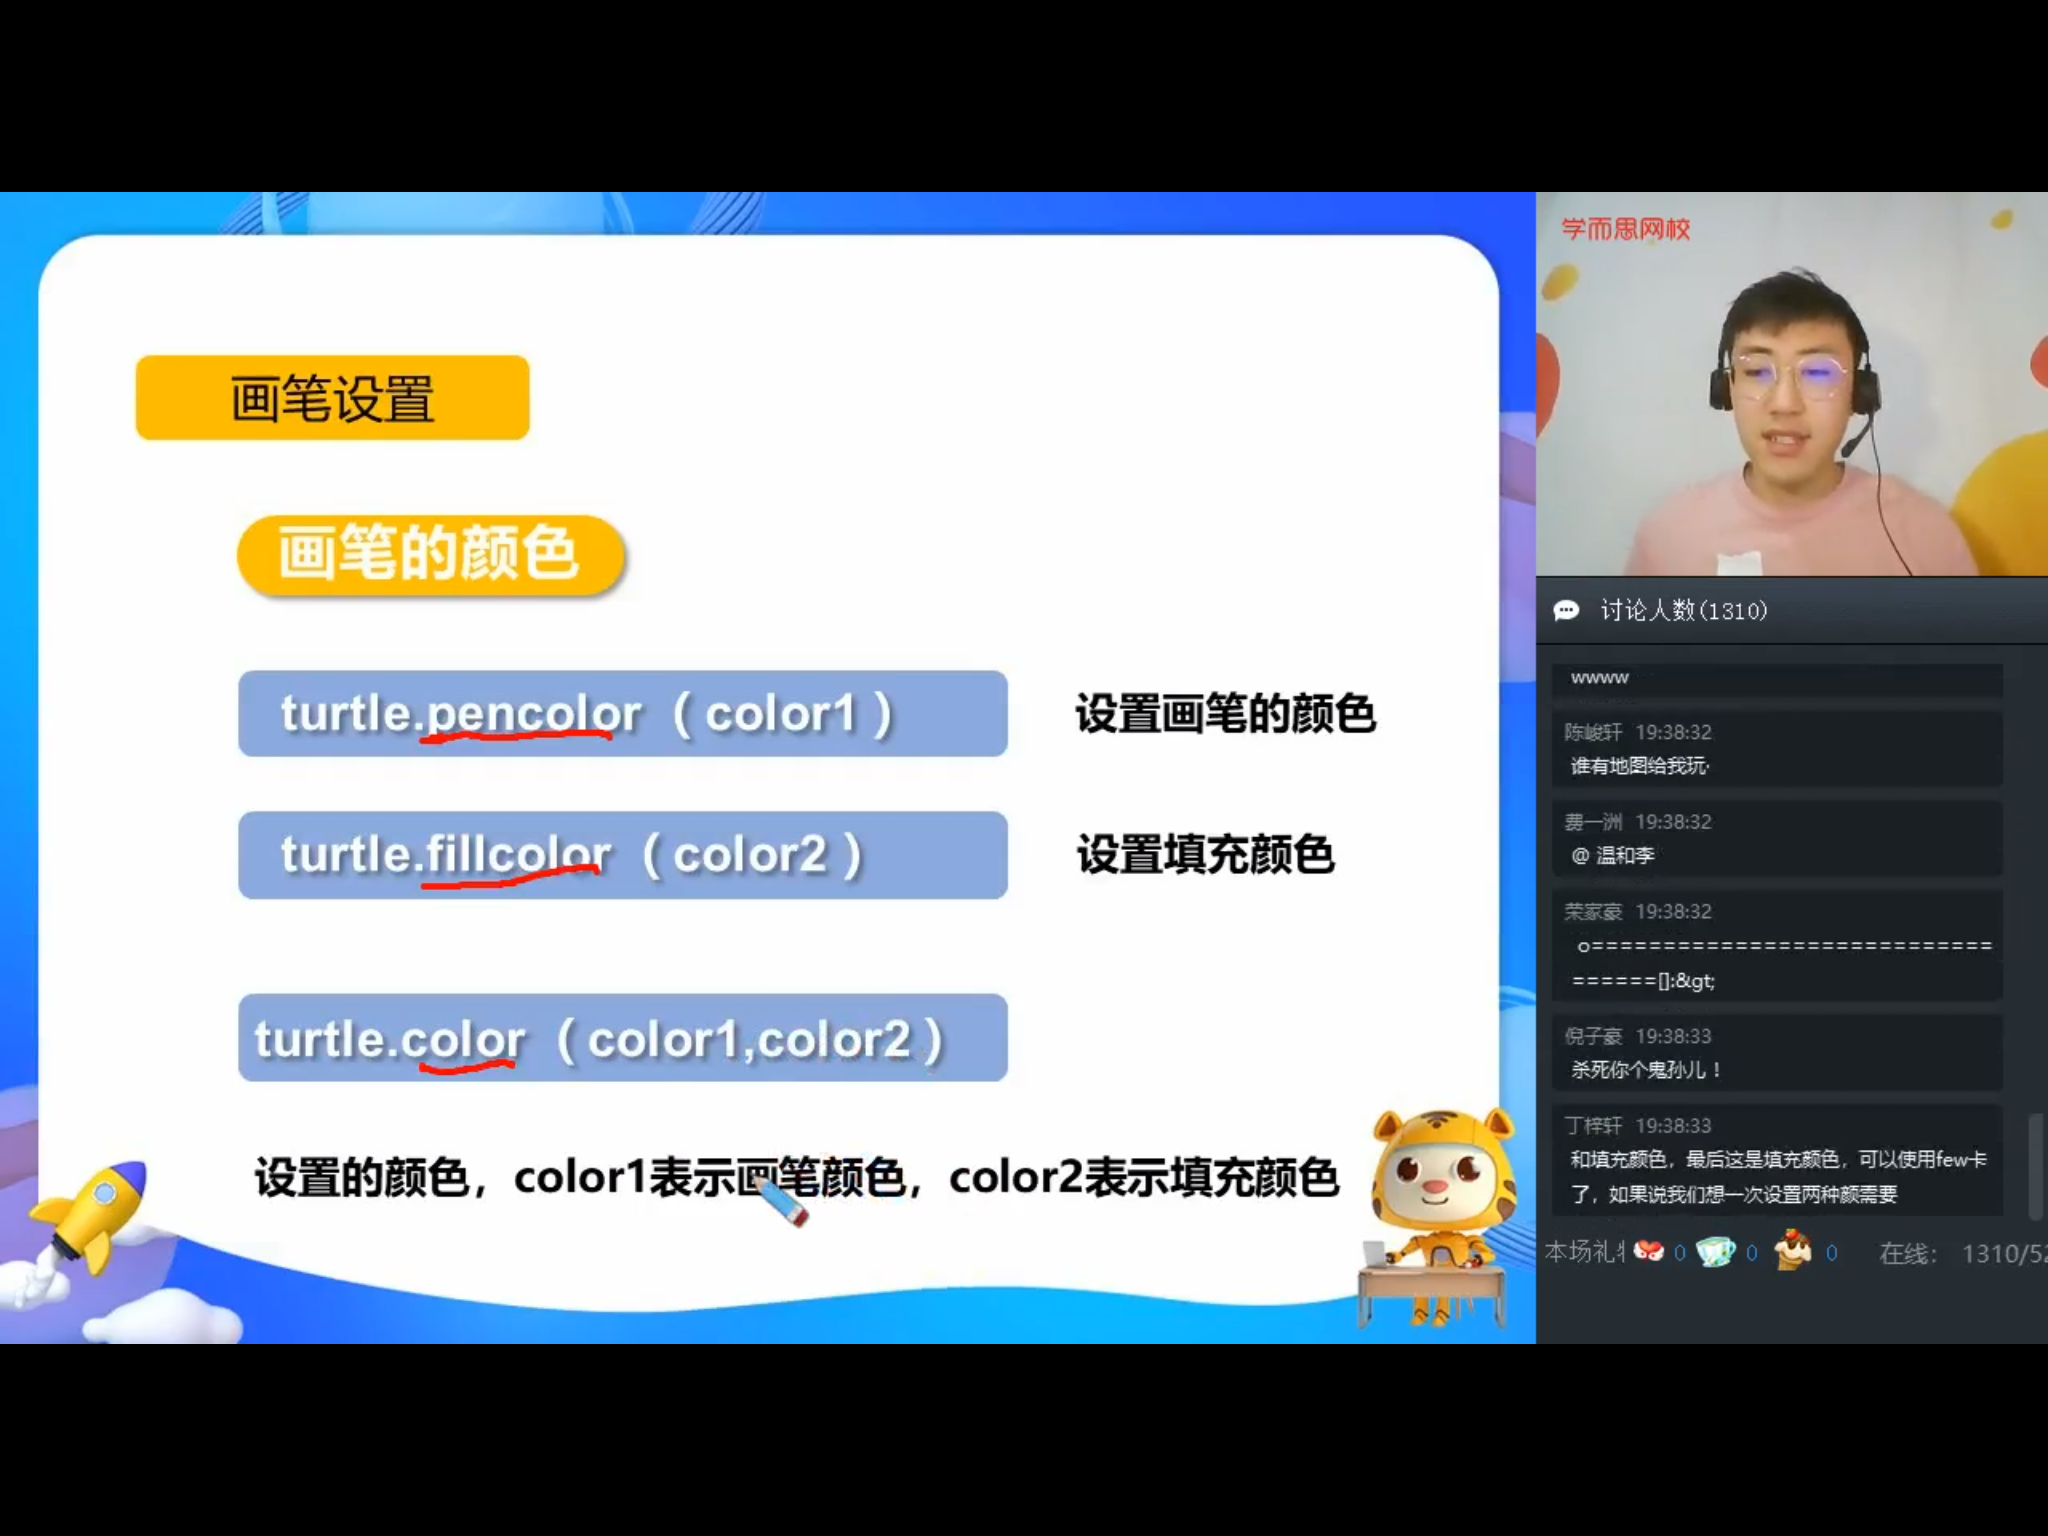 画笔设置
画笔的颜色
turtle.pencolor（color1） 设置画笔的颜色
turtle.fillcolor（color2） 设置填充颜色
turtle.color（color1,color2）
设置的颜色，color1表示画笔颜色，color2表示填充颜色
学而思网校
讨论人数(1310)
wwww
陈峻轩 19:38:32
谁有地图给我玩·
费一洲 19:38:32
@ 温和李
荣家豪 19:38:32
o============================
======[]:&gt;
倪子豪 19:38:33
杀死你个鬼孙儿！
丁梓轩 19:38:33
和填充颜色，最后这是填充颜色，可以使用few卡
了，如果说我们想一次设置两种颜需要
本场礼 0 0 0 在线： 1310/5